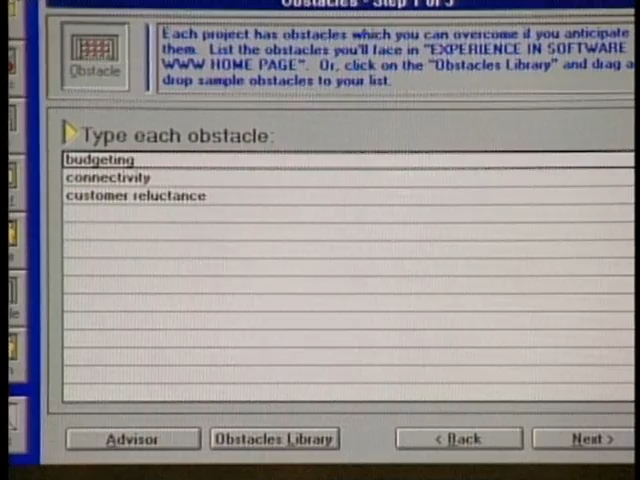 Obstacles - Step 1 of 3
Each project has obstacles which you can overcome if you anticipate
them. List the obstacles you'll face in "EXPERIENCE IN SOFTWARE
WWW HOME PAGE". Or, click on the "Obstacles Library" and drag a
drop sample obstacles to your list.
Obstacle
Type each obstacle:
budgeting
connectivity
customer reluctance
Advisor
Obstacles Library
< Back
Next >